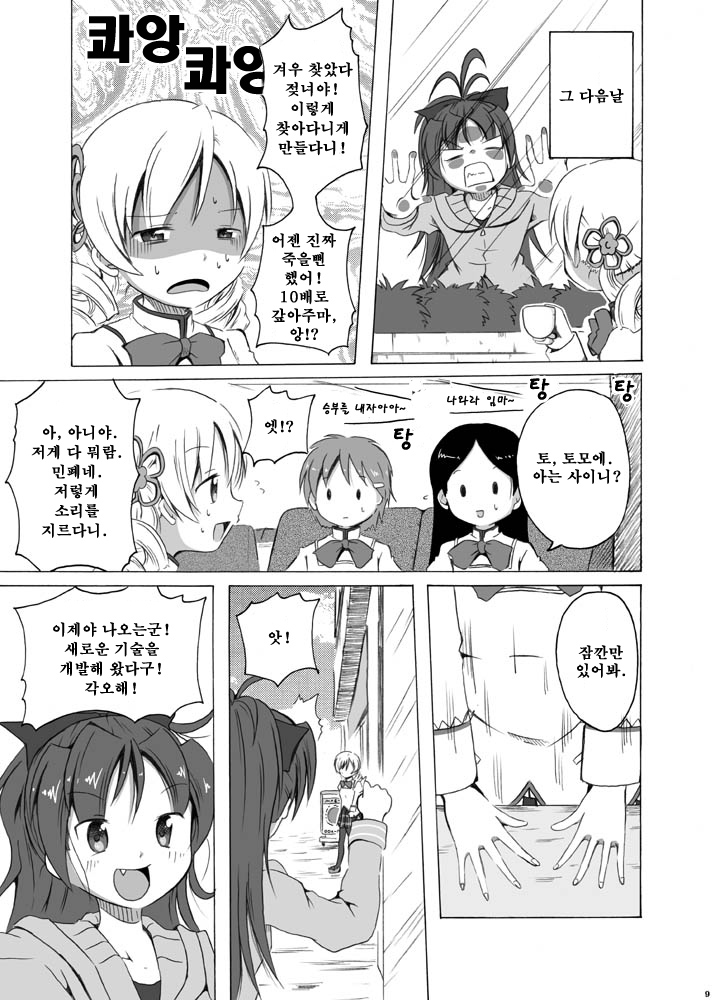 그 다음날
콰앙
콰앙
겨우 찾았다
젖녀야!
이렇게
찾아다니게
만들다니!
어젠 진짜
죽을뻔
했어!
10배로
갚아주마,
앙!?
탕
탕
토, 토모에.
아는 사이니?
나와라 임마~
승부를 내자아아~
탕
엣!?
아, 아니야.
저게 다 뭐람.
민폐네.
저렇게
소리를
지르다니.
잠깐만
있어봐.
앗!
이제야 나오는군!
새로운 기술을
개발해 왔다구!
각오해!
9